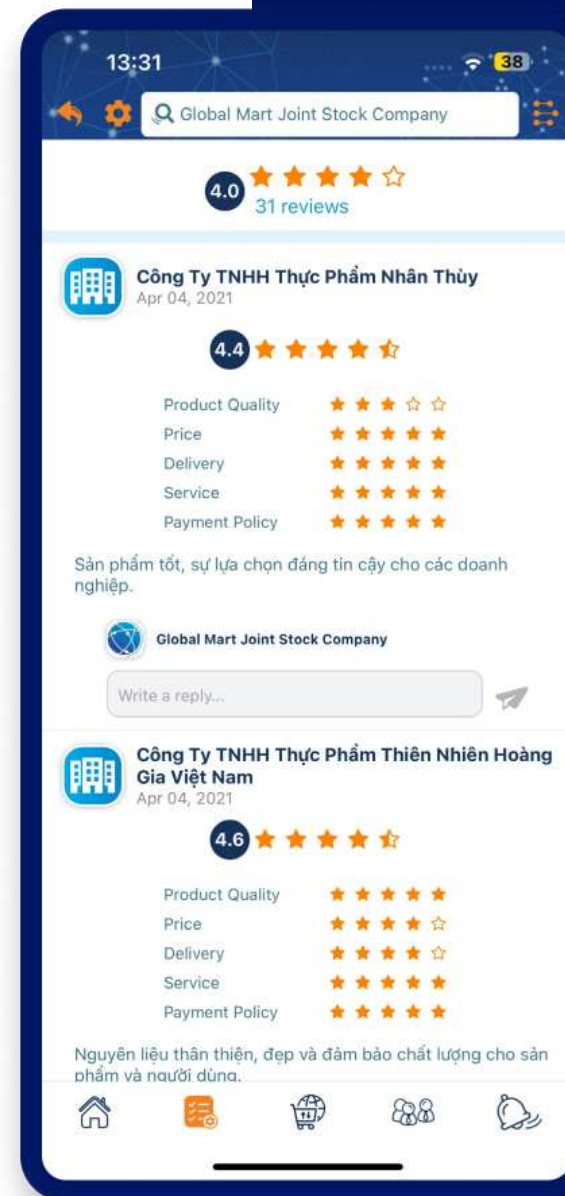 13:31
38
Global Mart Joint Stock Company
4.0
31 reviews
Công Ty TNHH Thực Phẩm Nhân Thùy
Apr 04, 2021
4.4
Product Quality
Price
Delivery
Service
Payment Policy
Sản phẩm tốt, sự lựa chọn đáng tin cậy cho các doanh
nghiệp.
Global Mart Joint Stock Company
Write a reply...
Công Ty TNHH Thực Phẩm Thiên Nhiên Hoàng
Gia Việt Nam
Apr 04, 2021
4.6
Product Quality
Price
Delivery
Service
Payment Policy
Nguyên liệu thân thiện, đẹp và đảm bảo chất lượng cho sản
phẩm và người dùng.